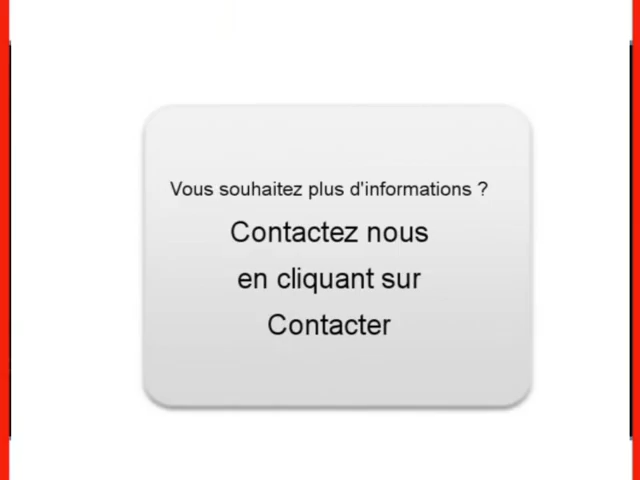 Vous souhaitez plus d'informations ?
Contactez nous
en cliquant sur
Contacter